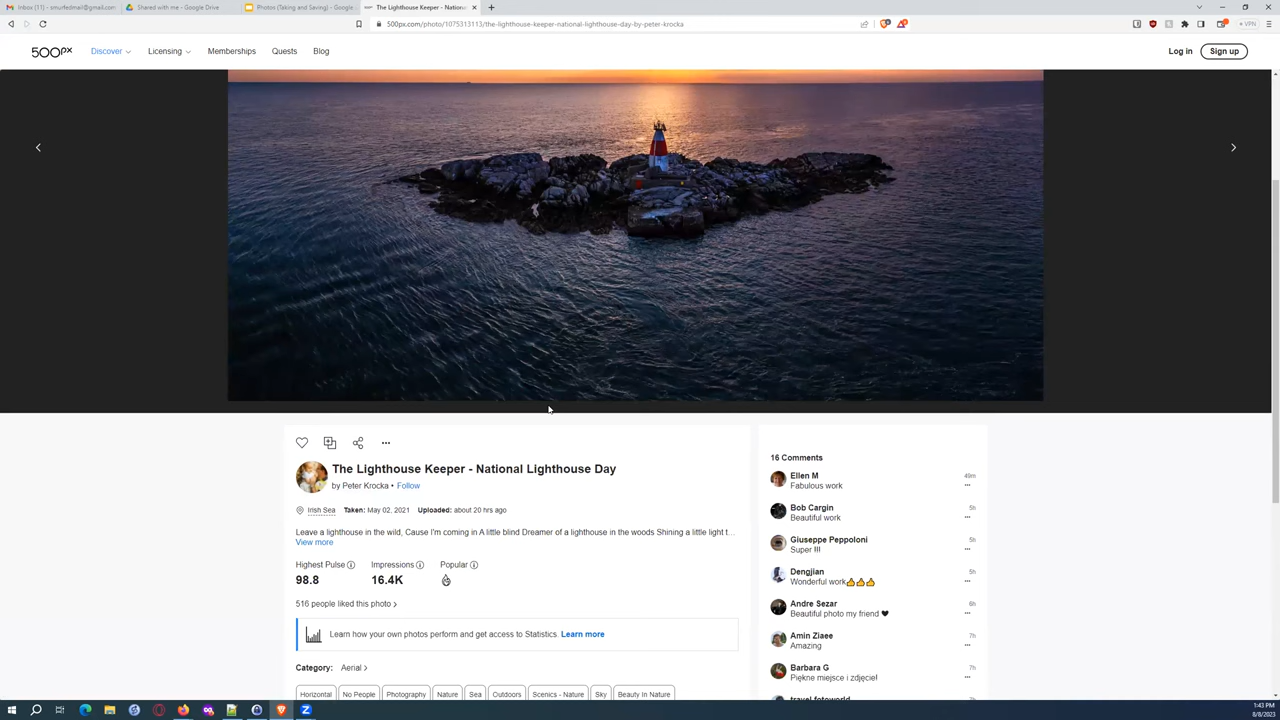 Inbox (11) - smurfedmail@gmail.com
Shared with me - Google Drive
Photos (Taking and Saving) - Google
The Lighthouse Keeper - Nationa
500px.com/photo/1075313113/the-lighthouse-keeper-national-lighthouse-day-by-peter-krocka
VPN
500px
Discover
Licensing
Memberships
Quests
Blog
Log in
Sign up
The Lighthouse Keeper - National Lighthouse Day
by Peter Krocka • Follow
Irish Sea Taken: May 02, 2021 Uploaded: about 20 hrs ago
Leave a lighthouse in the wild, Cause I'm coming in A little blind Dreamer of a lighthouse in the woods Shining a little light t...
View more
Highest Pulse Impressions Popular
98.8 16.4K
516 people liked this photo
Learn how your own photos perform and get access to Statistics. Learn more
Category: Aerial
Horizontal No People Photography Nature Sea Outdoors Scenics - Nature Sky Beauty In Nature
16 Comments
Ellen M 49m
Fabulous work
Bob Cargin 5h
Beautiful work
Giuseppe Peppoloni 5h
Super !!!
Dengjian 5h
Wonderful work👍👍👍
Andre Sezar 6h
Beautiful photo my friend ♥
Amin Ziaee 7h
Amazing
Barbara G 7h
Piękne miejsce i zdjęcie!
travel fotoworld
1:43 PM
8/8/2023